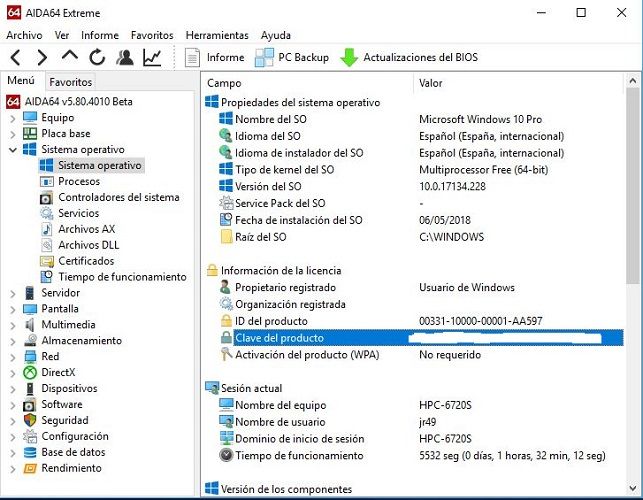 64 AIDA64 Extreme
Archivo Ver Informe Favoritos Herramientas Ayuda
Informe PC Backup Actualizaciones del BIOS
Menú Favoritos
64 AIDA64 v5.80.4010 Beta
Equipo
Placa base
Sistema operativo
Sistema operativo
Procesos
Controladores del sistema
Servicios
Archivos AX
Archivos DLL
Certificados
Tiempo de funcionamiento
Servidor
Pantalla
Multimedia
Almacenamiento
Red
DirectX
Dispositivos
Software
Seguridad
Configuración
Base de datos
Rendimiento
Campo Valor
Propiedades del sistema operativo
Nombre del SO Microsoft Windows 10 Pro
Idioma del SO Español (España, internacional)
Idioma de instalador del SO Español (España, internacional)
Tipo de kernel del SO Multiprocessor Free (64-bit)
Versión del SO 10.0.17134.228
Service Pack del SO -
Fecha de instalación del SO 06/05/2018
Raíz del SO C:\WINDOWS
Información de la licencia
Propietario registrado Usuario de Windows
Organización registrada
ID del producto 00331-10000-00001-AA597
Clave del producto
Activación del producto (WPA) No requerido
Sesión actual
Nombre del equipo HPC-6720S
Nombre de usuario jr49
Dominio de inicio de sesión HPC-6720S
Tiempo de funcionamiento 5532 seg (0 días, 1 horas, 32 min, 12 seg)
Versión de los componentes